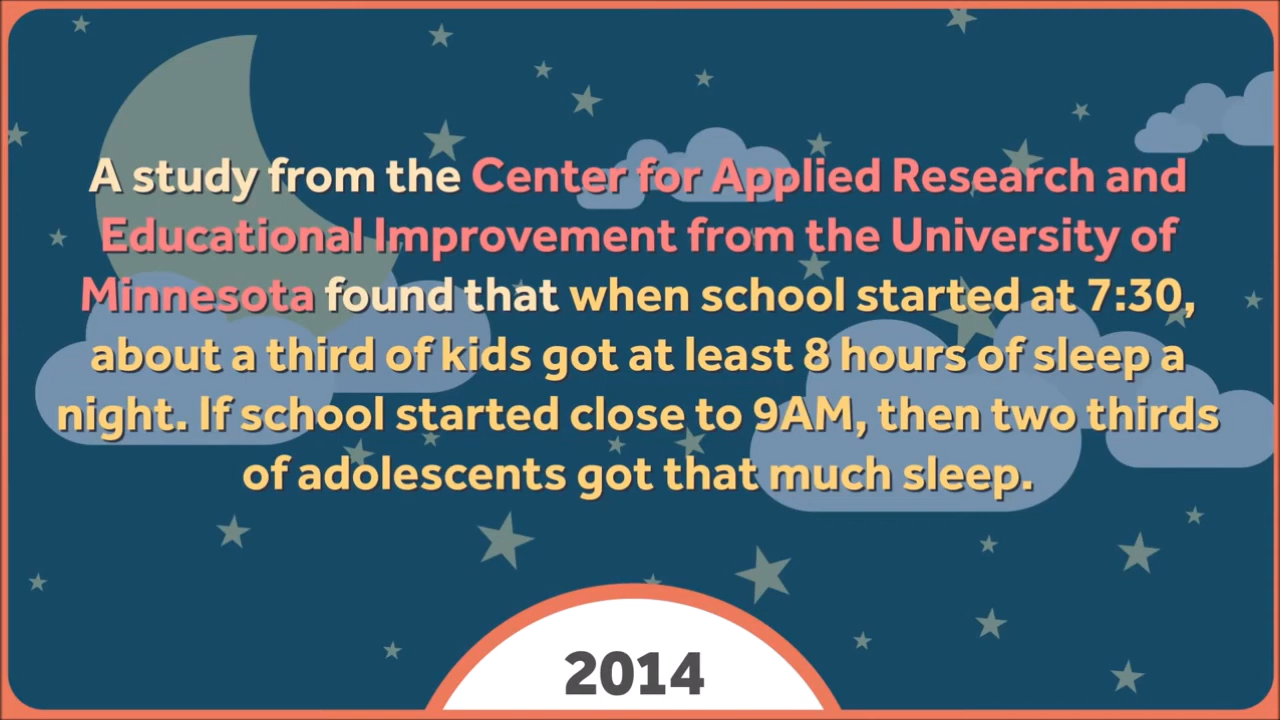 A study from the Center for Applied Research and
Educational Improvement from the University of
Minnesota found that when school started at 7:30,
about a third of kids got at least 8 hours of sleep a
night. If school started close to 9AM, then two thirds
of adolescents got that much sleep.
2014